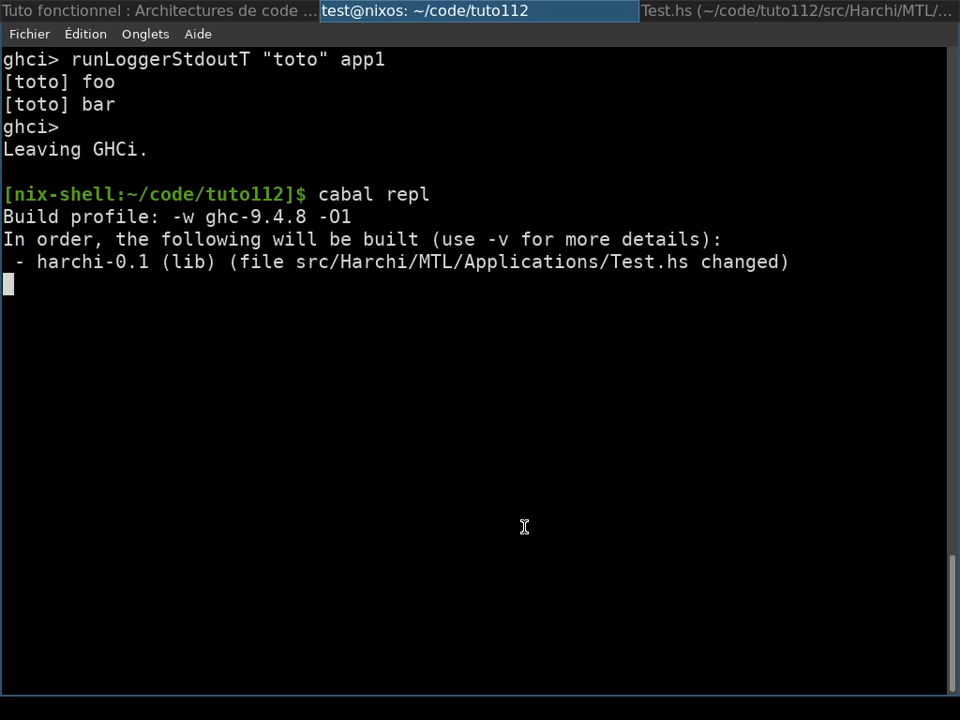 Tuto fonctionnel : Architectures de code ...
test@nixos: ~/code/tuto112
Test.hs (~/code/tuto112/src/Harchi/MTL/...
Fichier Édition Onglets Aide
ghci> runLoggerStdoutT "toto" app1
[toto] foo
[toto] bar
ghci>
Leaving GHCi.
[nix-shell:~/code/tuto112]$ cabal repl
Build profile: -w ghc-9.4.8 -O1
In order, the following will be built (use -v for more details):
 - harchi-0.1 (lib) (file src/Harchi/MTL/Applications/Test.hs changed)